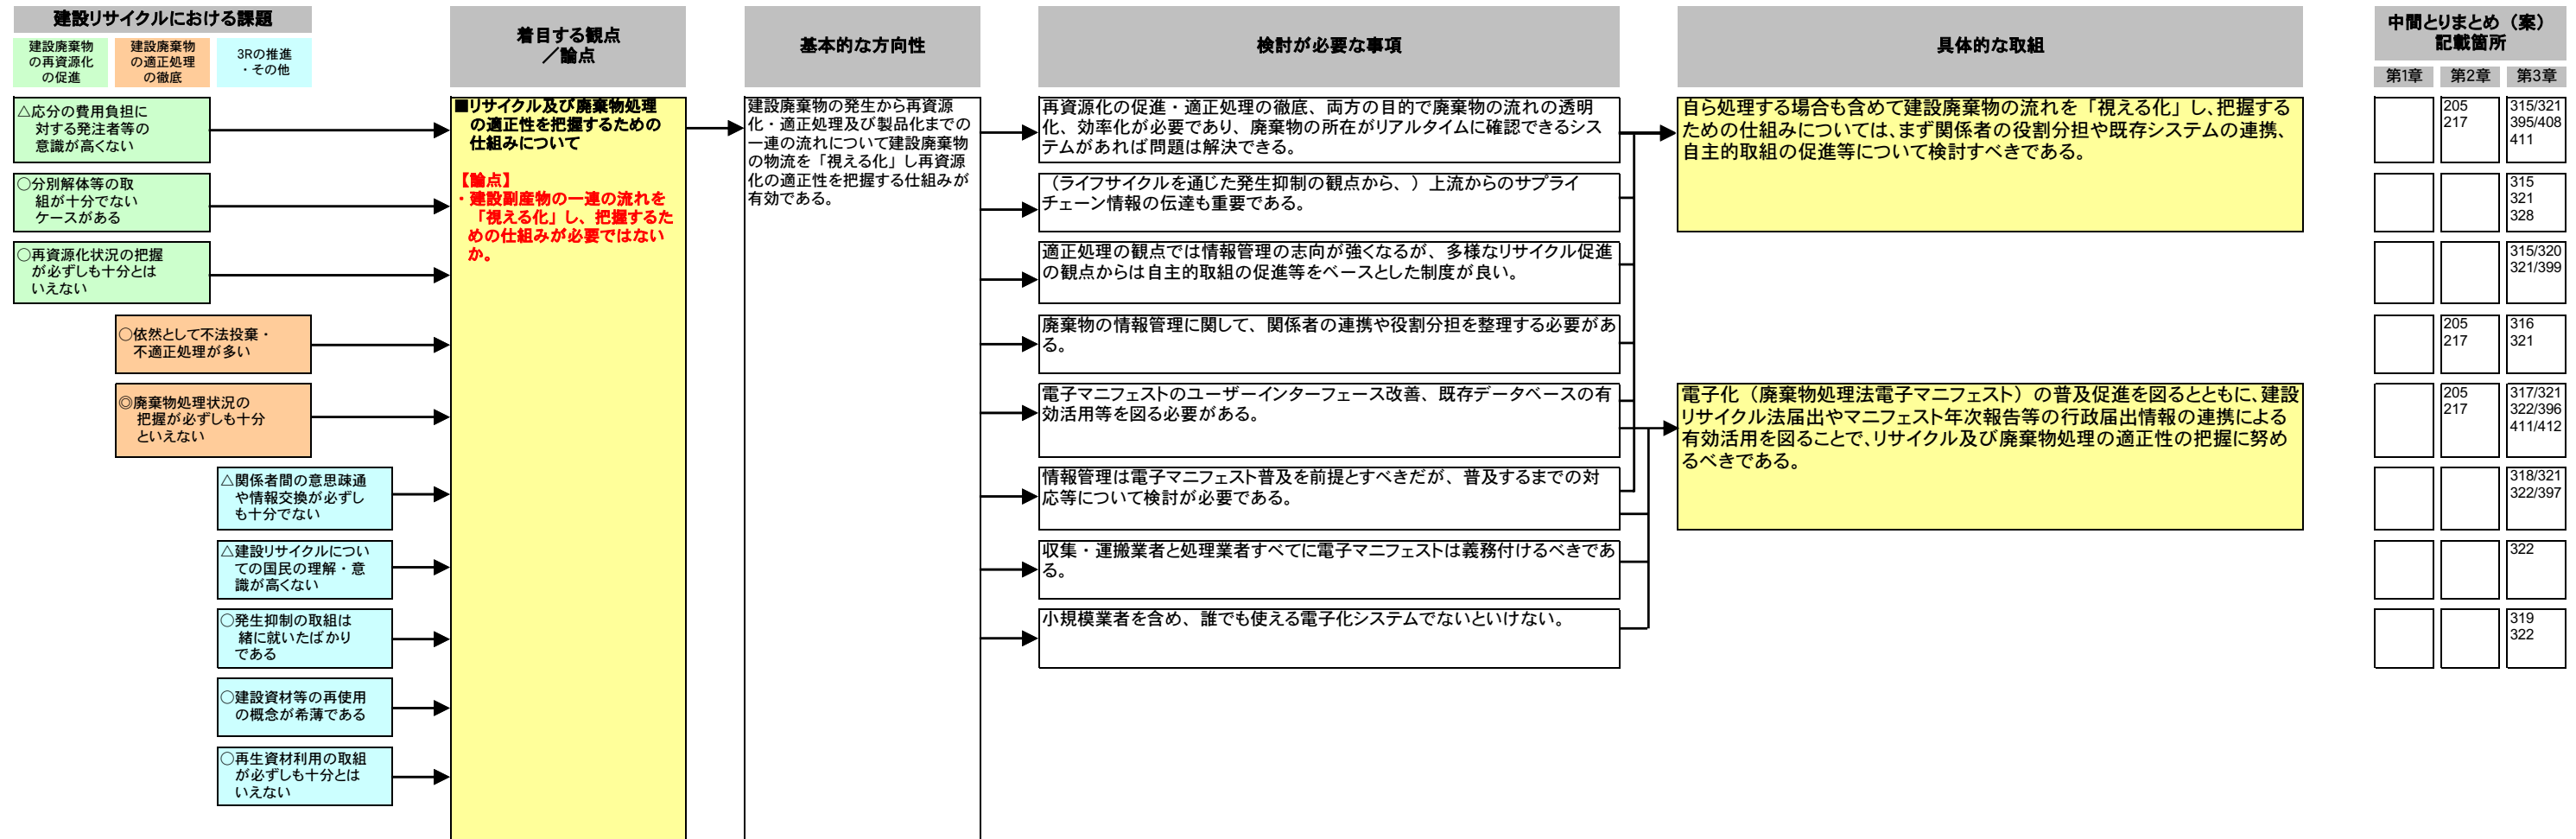 建設リサイクルにおける課題
建設廃棄物
の再資源化
の促進
建設廃棄物
の適正処理
の徹底
3Rの推進
・その他
着目する観点
／論点
基本的な方向性
検討が必要な事項
具体的な取組
中間とりまとめ（案）
記載箇所
第1章
第2章
第3章
△応分の費用負担に
対する発注者等の
意識が高くない
○分別解体等の取
組が十分でない
ケースがある
○再資源化状況の把握
が必ずしも十分とは
いえない
○依然として不法投棄・
不適正処理が多い
◎廃棄物処理状況の
把握が必ずしも十分
といえない
△関係者間の意思疎通
や情報交換が必ずし
も十分でない
△建設リサイクルについ
ての国民の理解・意
識が高くない
○発生抑制の取組は
緒に就いたばかり
である
○建設資材等の再使用
の概念が希薄である
○再生資材利用の取組
が必ずしも十分とは
いえない
■リサイクル及び廃棄物処理
の適正性を把握するための
仕組みについて
【論点】
・建設副産物の一連の流れを
「視える化」し、把握するた
めの仕組みが必要ではない
か。
建設廃棄物の発生から再資源
化・適正処理及び製品化までの
一連の流れについて建設廃棄物
の物流を「視える化」し再資源
化の適正性を把握する仕組みが
有効である。
再資源化の促進・適正処理の徹底、両方の目的で廃棄物の流れの透明
化、効率化が必要であり、廃棄物の所在がリアルタイムに確認できるシス
テムがあれば問題は解決できる。
（ライフサイクルを通じた発生抑制の観点から、）上流からのサプライ
チェーン情報の伝達も重要である。
適正処理の観点では情報管理の志向が強くなるが、多様なリサイクル促進
の観点からは自主的取組の促進等をベースとした制度が良い。
廃棄物の情報管理に関して、関係者の連携や役割分担を整理する必要があ
る。
電子マニフェストのユーザーインターフェース改善、既存データベースの有
効活用等を図る必要がある。
情報管理は電子マニフェスト普及を前提とすべきだが、普及するまでの対
応等について検討が必要である。
収集・運搬業者と処理業者すべてに電子マニフェストは義務付けるべきであ
る。
小規模業者を含め、誰でも使える電子化システムでないといけない。
自ら処理する場合も含めて建設廃棄物の流れを「視える化」し、把握する
ための仕組みについては、まず関係者の役割分担や既存システムの連携、
自主的取組の促進等について検討すべきである。
電子化（廃棄物処理法電子マニフェスト）の普及促進を図るとともに、建設
リサイクル法届出やマニフェスト年次報告等の行政届出情報の連携による
有効活用を図ることで、リサイクル及び廃棄物処理の適正性の把握に努め
るべきである。
205
217
315/321
395/408
411
315
321
328
315/320
321/399
205
217
316
321
205
217
317/321
322/396
411/412
318/321
322/397
322
319
322